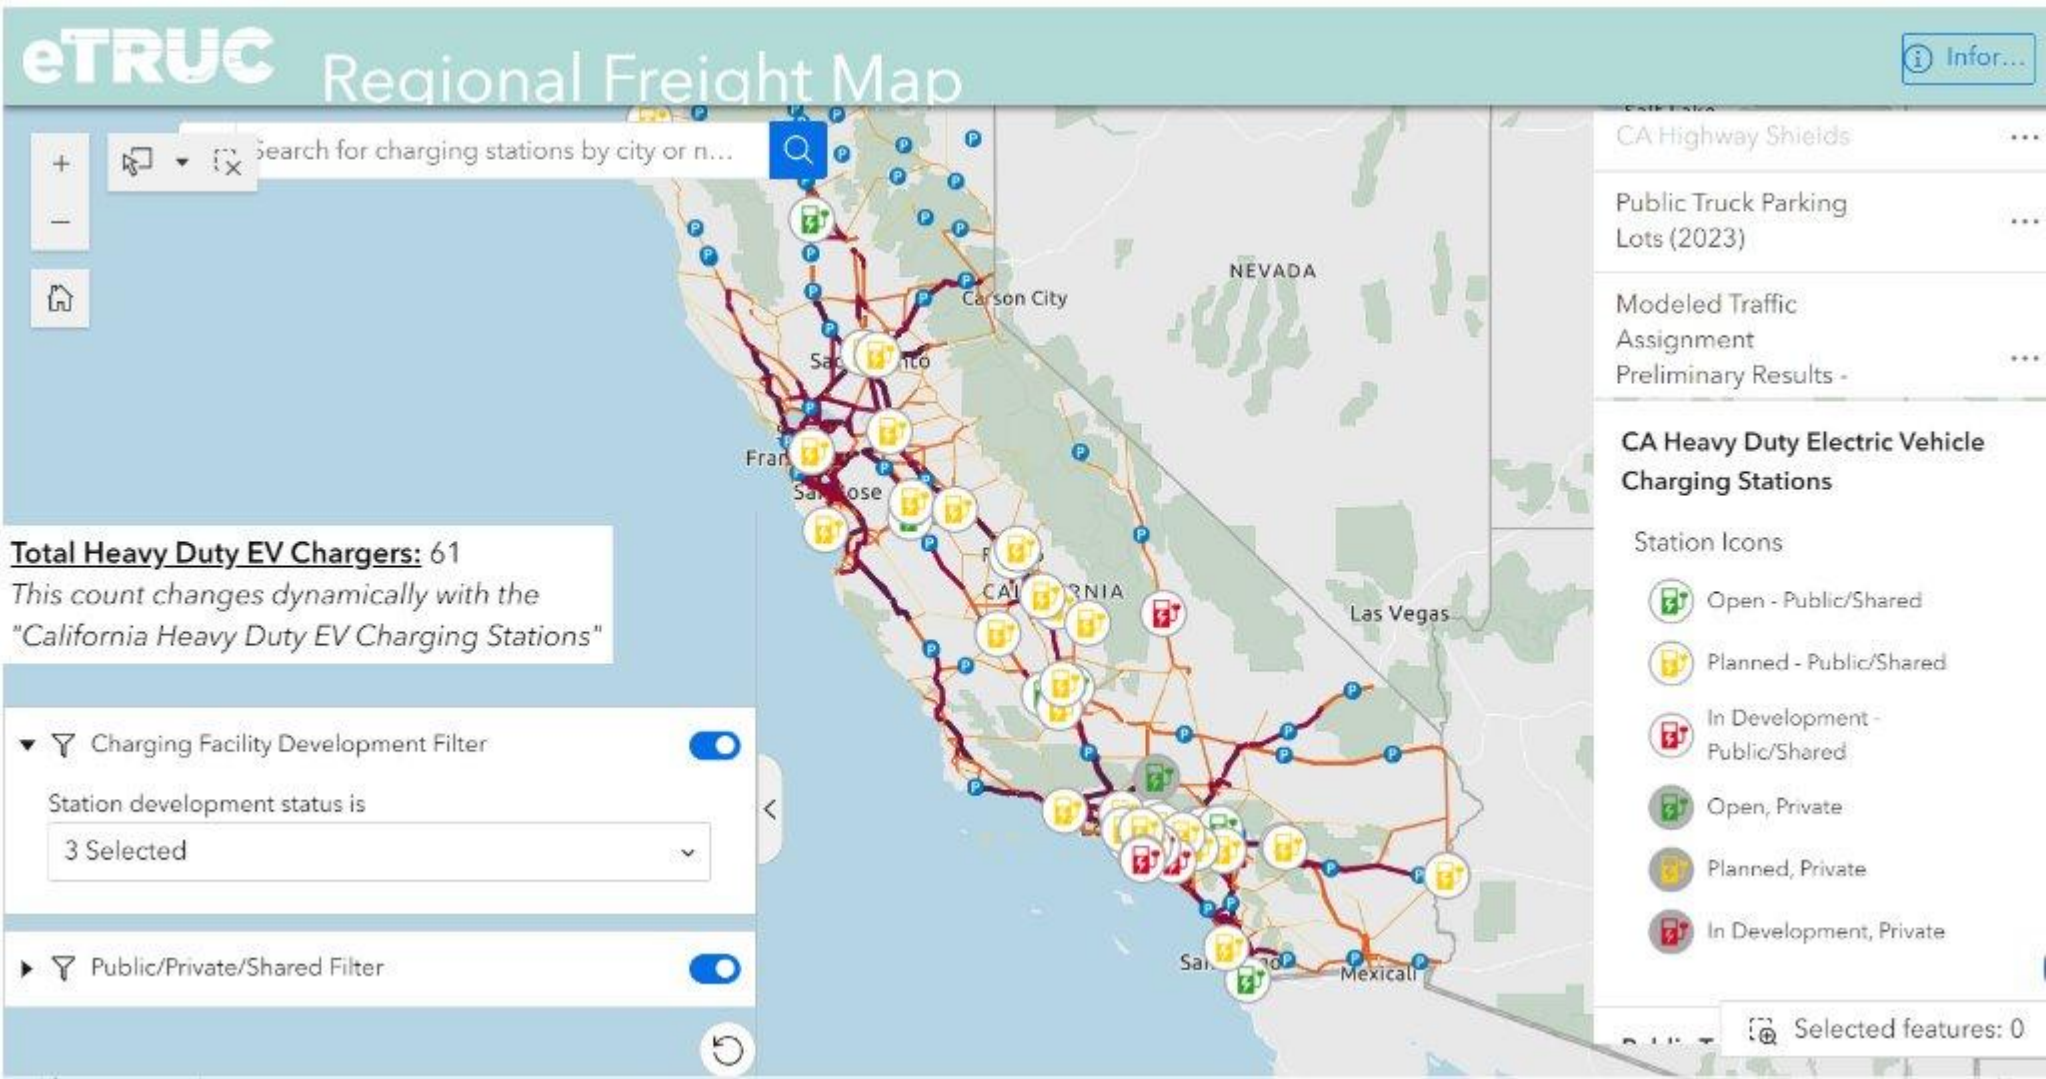 eTRUC
Regional Freight Map
Infor...
Search for charging stations by city or n...
CA Highway Shields
Public Truck Parking
Lots (2023)
Modeled Traffic
Assignment
Preliminary Results -
CA Heavy Duty Electric Vehicle
Charging Stations
Station Icons
Open - Public/Shared
Planned - Public/Shared
In Development -
Public/Shared
Open, Private
Planned, Private
In Development, Private
Selected features: 0
NEVADA
Carson City
Las Vegas
Mexicali
Total Heavy Duty EV Chargers: 61
This count changes dynamically with the
"California Heavy Duty EV Charging Stations"
Charging Facility Development Filter
Station development status is
3 Selected
Public/Private/Shared Filter